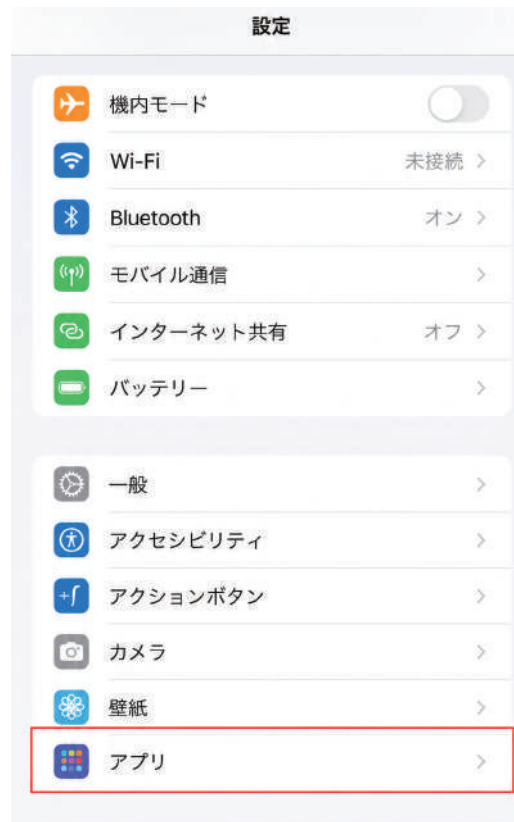 設定
機内モード
Wi-Fi 未接続
Bluetooth オン
モバイル通信
インターネット共有 オフ
バッテリー
一般
アクセシビリティ
アクションボタン
カメラ
壁紙
アプリ